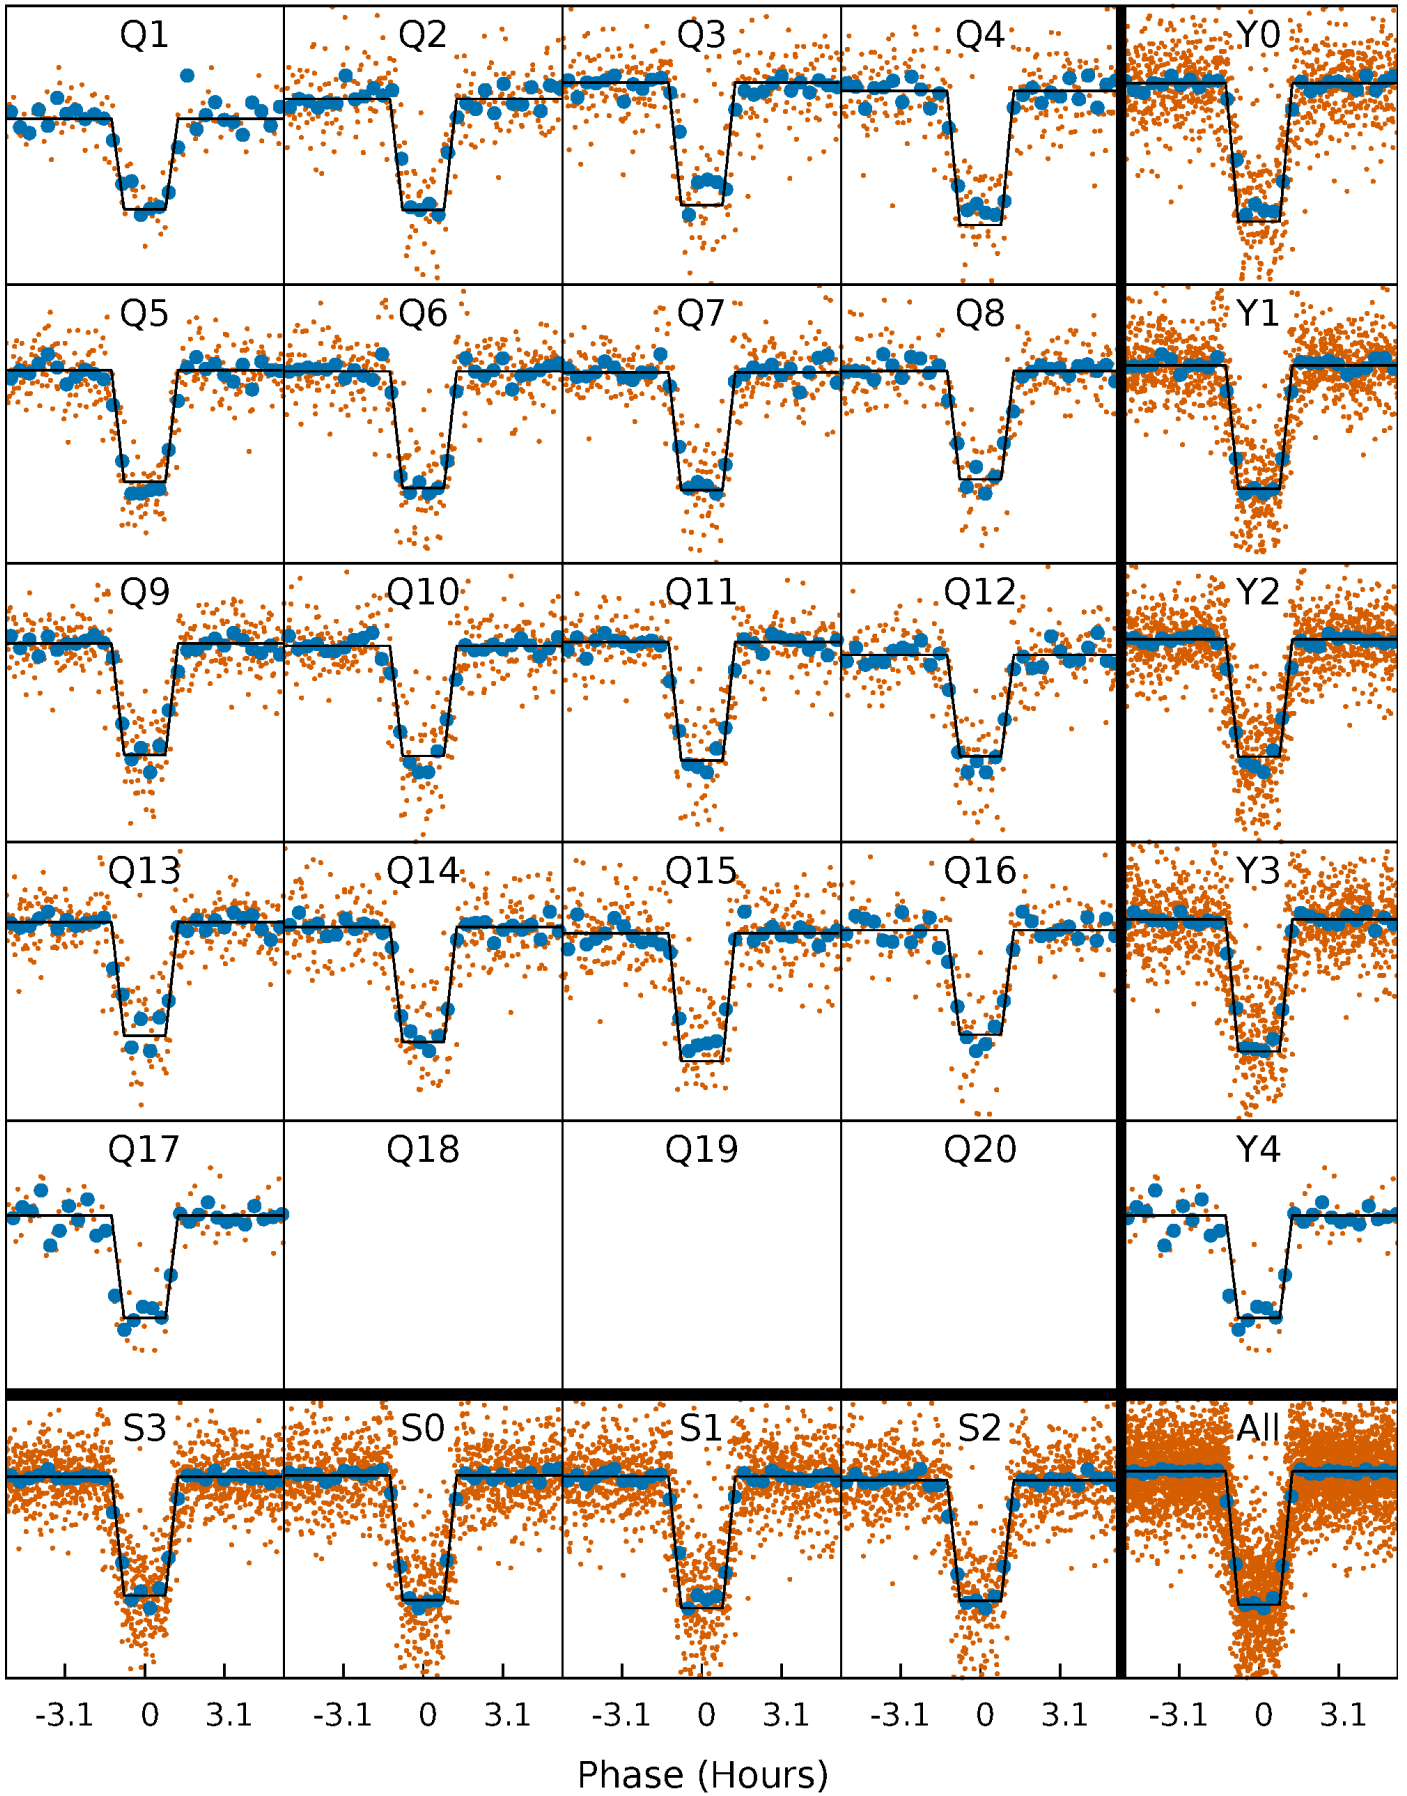 Q1 Q2 Q3 Q4 Y0
Q5 Q6 Q7 Q8 Y1
Q9 Q10 Q11 Q12 Y2
Q13 Q14 Q15 Q16 Y3
Q17 Q18 Q19 Q20 Y4
S3 S0 S1 S2 All
-3.1 0 3.1 -3.1 0 3.1 -3.1 0 3.1 -3.1 0 3.1 -3.1 0 3.1
Phase (Hours)